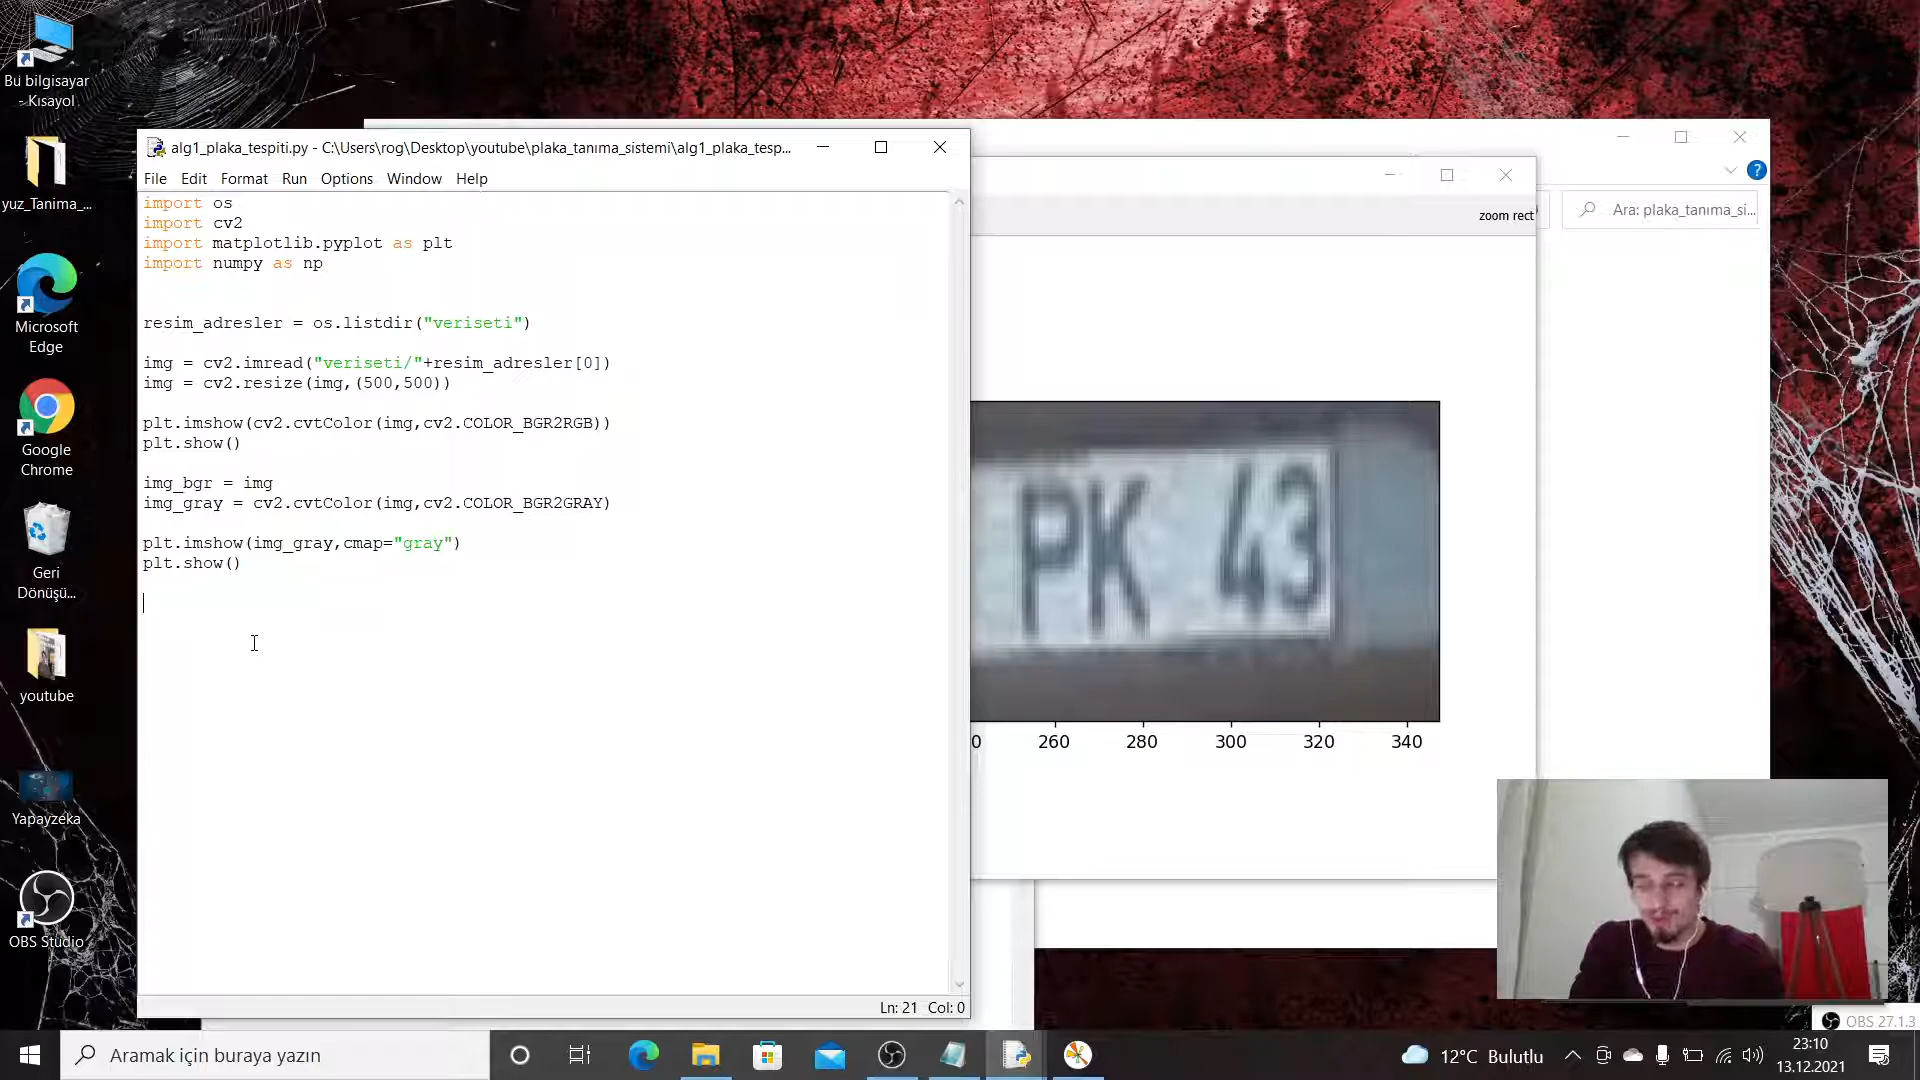 Bu bilgisayar
- Kısayol
yuz_Tanima_...
Microsoft
Edge
Google
Chrome
Geri
Dönüşü...
youtube
Yapayzeka
OBS Studio
alg1_plaka_tespiti.py - C:\Users\rog\Desktop\youtube\plaka_tanıma_sistemi\alg1_plaka_tesp...
File Edit Format Run Options Window Help
import os
import cv2
import matplotlib.pyplot as plt
import numpy as np
resim_adresler = os.listdir("veriseti")
img = cv2.imread("veriseti/"+resim_adresler[0])
img = cv2.resize(img,(500,500))
plt.imshow(cv2.cvtColor(img,cv2.COLOR_BGR2RGB))
plt.show()
img_bgr = img
img_gray = cv2.cvtColor(img,cv2.COLOR_BGR2GRAY)
plt.imshow(img_gray,cmap="gray")
plt.show()
Ln: 21 Col: 0
?
Ara: plaka_tanıma_si...
zoom rect
PK 43
0 260 280 300 320 340
OBS 27.1.3
Aramak için buraya yazın
12°C Bulutlu
23:10
13.12.2021